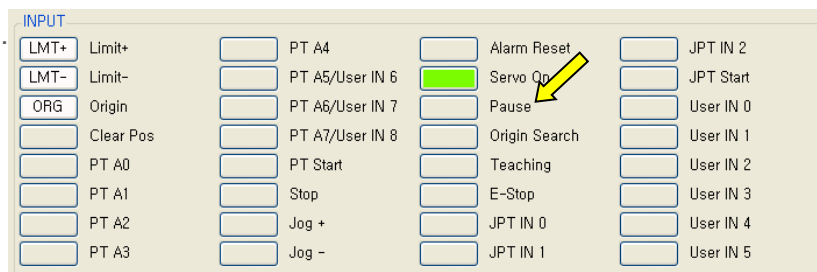 INPUT
LMT+ Limit+ PT A4 Alarm Reset JPT IN 2
LMT- Limit- PT A5/User IN 6 Servo On JPT Start
ORG Origin PT A6/User IN 7 Pause User IN 0
Clear Pos PT A7/User IN 8 Origin Search User IN 1
PT A0 PT Start Teaching User IN 2
PT A1 Stop E-Stop User IN 3
PT A2 Jog + JPT IN 0 User IN 4
PT A3 Jog - JPT IN 1 User IN 5